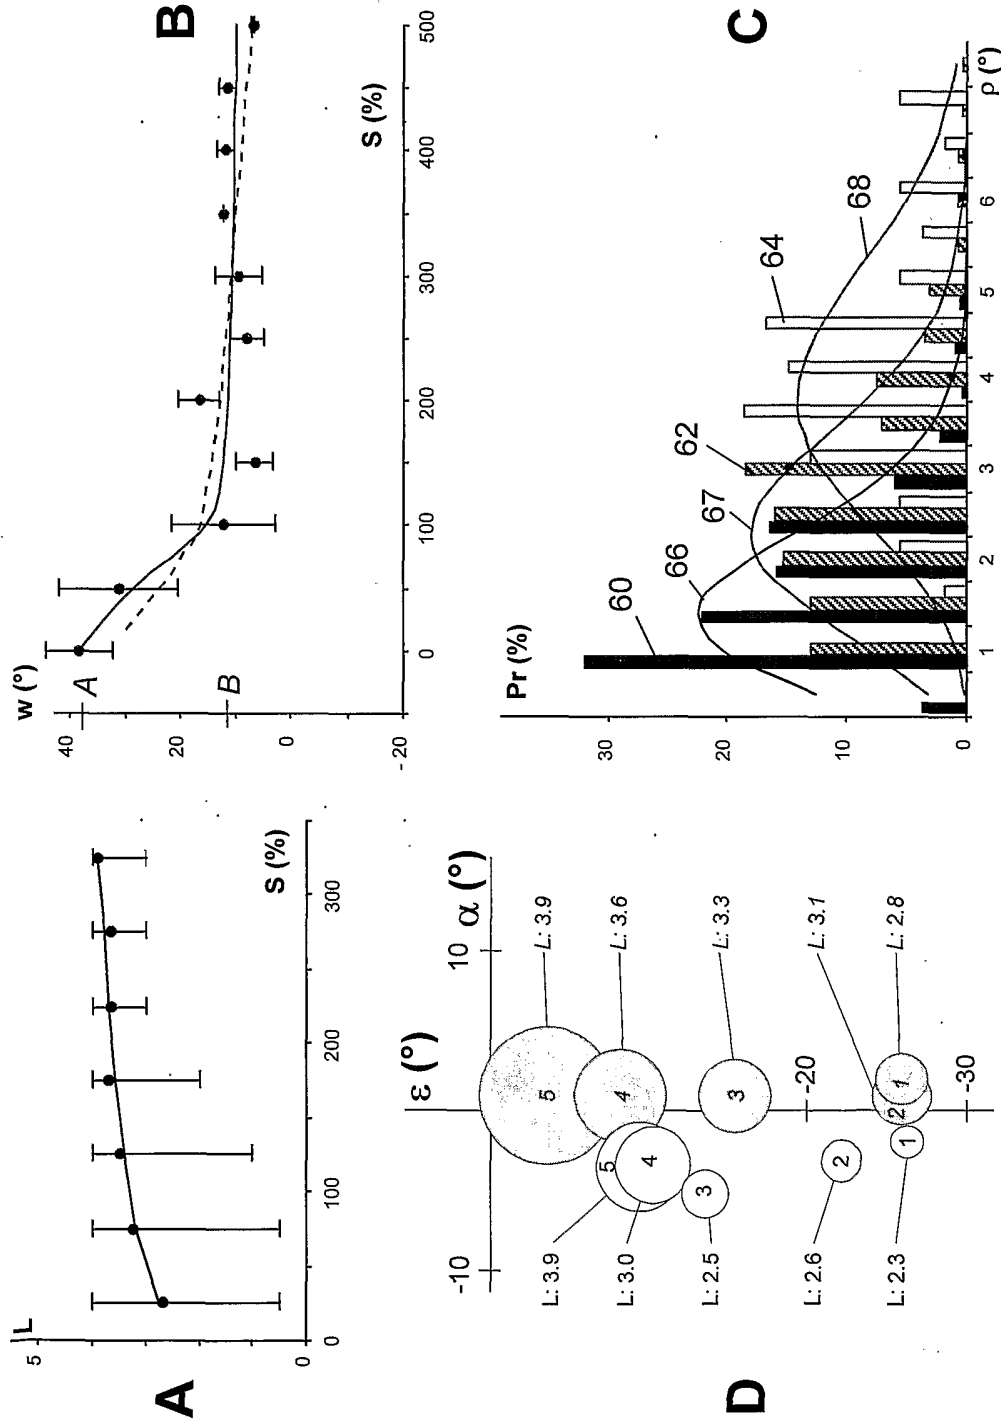 A
L
5
0
0
100
200
300
S (%)
B
w (°)
40
20
0
- 20
A
B
0
100
200
300
400
500
S (%)
D
ε (°)
α (°)
-10
10
-20
-30
5
4
3
2
1
5
4
3
2
1
L: 3.9
L: 3.6
L: 3.3
L: 3.1
L: 2.8
L: 3.9
L: 3.0
L: 2.5
L: 2.6
L: 2.3
C
Pr (%)
30
20
10
0
60
66
67
62
64
68
1
2
3
4
5
6
ρ (°)